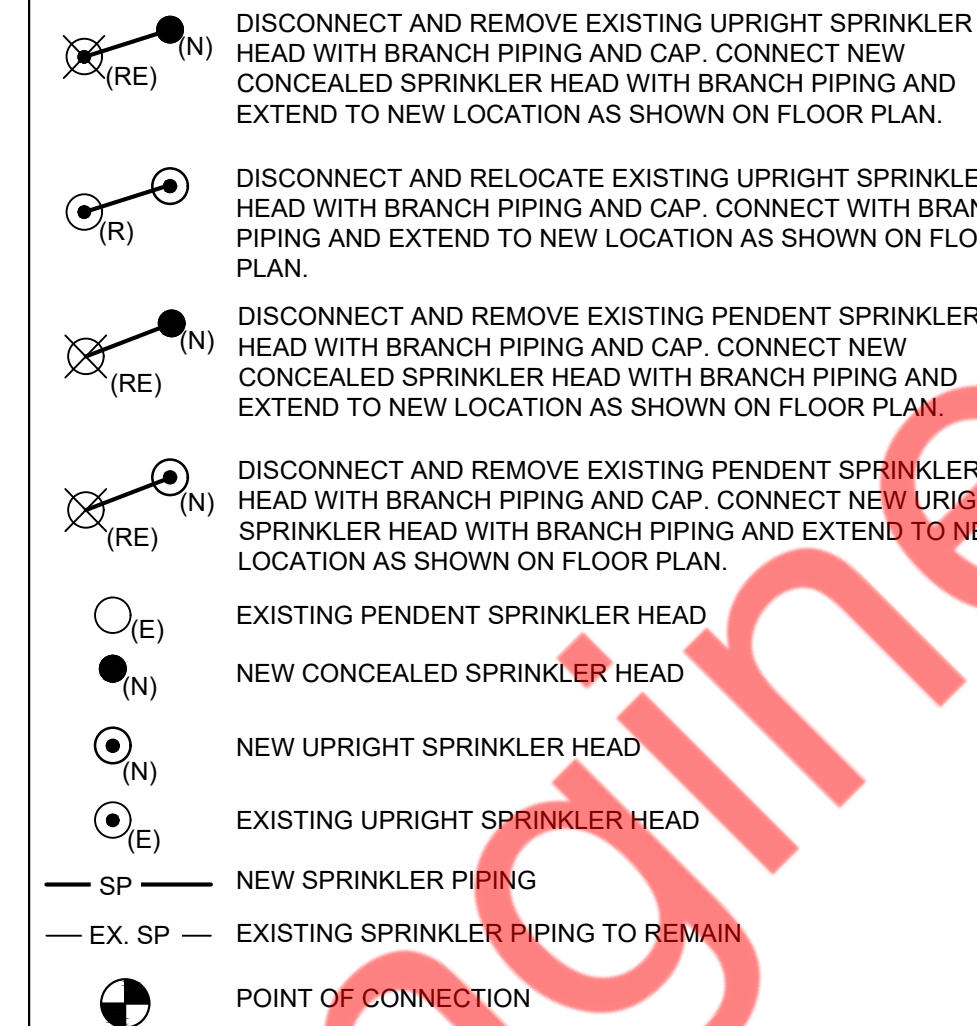 (N)
(RE)
DISCONNECT AND REMOVE EXISTING UPRIGHT SPRINKLER
HEAD WITH BRANCH PIPING AND CAP. CONNECT NEW
CONCEALED SPRINKLER HEAD WITH BRANCH PIPING AND
EXTEND TO NEW LOCATION AS SHOWN ON FLOOR PLAN.
(R)
DISCONNECT AND RELOCATE EXISTING UPRIGHT SPRINKLE
HEAD WITH BRANCH PIPING AND CAP. CONNECT WITH BRAN
PIPING AND EXTEND TO NEW LOCATION AS SHOWN ON FLO
PLAN.
(N)
(RE)
DISCONNECT AND REMOVE EXISTING PENDENT SPRINKLER
HEAD WITH BRANCH PIPING AND CAP. CONNECT NEW
CONCEALED SPRINKLER HEAD WITH BRANCH PIPING AND
EXTEND TO NEW LOCATION AS SHOWN ON FLOOR PLAN.
(N)
(RE)
DISCONNECT AND REMOVE EXISTING PENDENT SPRINKLER
HEAD WITH BRANCH PIPING AND CAP. CONNECT NEW URIG
SPRINKLER HEAD WITH BRANCH PIPING AND EXTEND TO NE
LOCATION AS SHOWN ON FLOOR PLAN.
(E) EXISTING PENDENT SPRINKLER HEAD
(N) NEW CONCEALED SPRINKLER HEAD
(N) NEW UPRIGHT SPRINKLER HEAD
(E) EXISTING UPRIGHT SPRINKLER HEAD
SP NEW SPRINKLER PIPING
EX. SP EXISTING SPRINKLER PIPING TO REMAIN
POINT OF CONNECTION
ngine